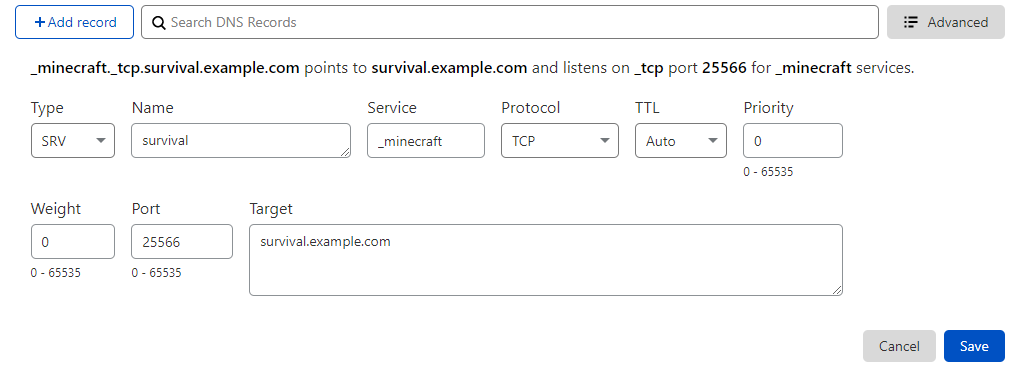 + Add record Search DNS Records Advanced
_minecraft._tcp.survival.example.com points to survival.example.com and listens on _tcp port 25566 for _minecraft services.
Type Name Service Protocol TTL Priority
SRV survival _minecraft TCP Auto 0
0 - 65535
Weight Port Target
0 25566 survival.example.com
0 - 65535 0 - 65535
Cancel Save